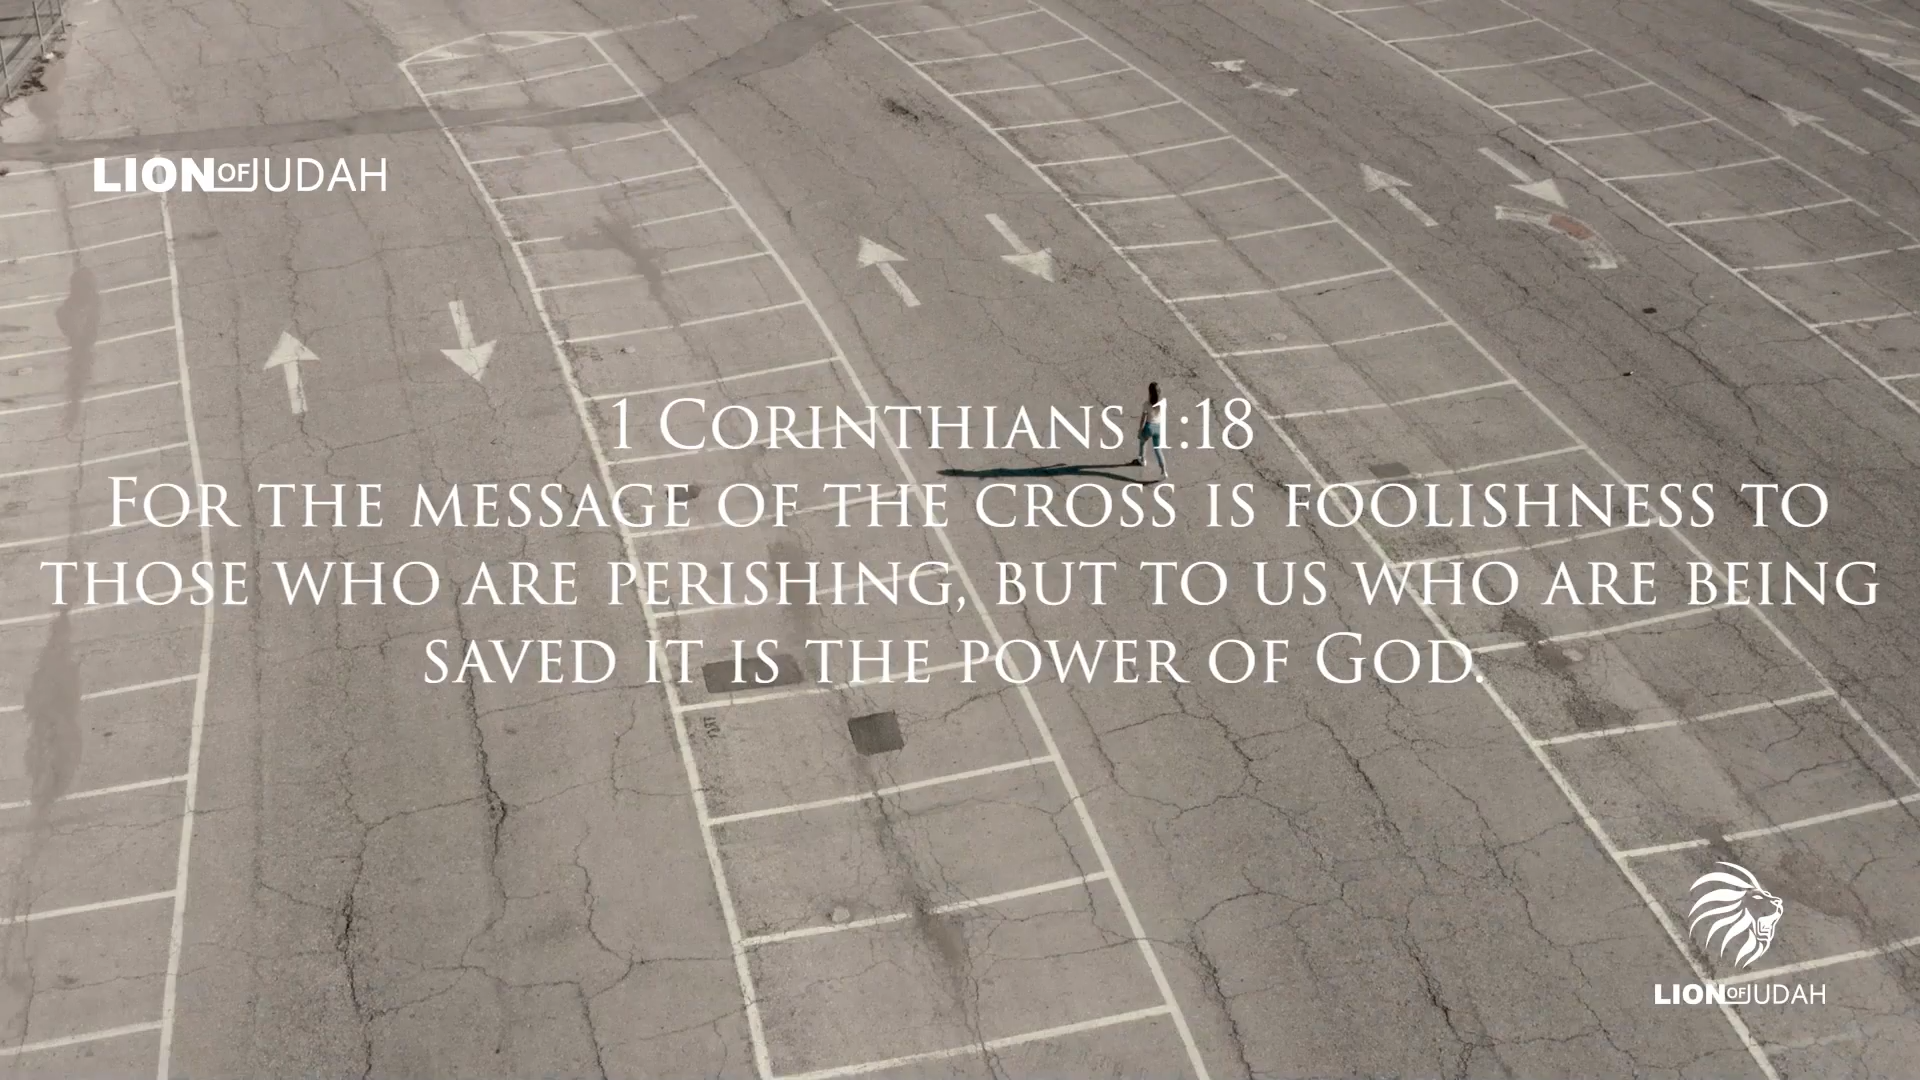 LION OF JUDAH
1 Corinthians 1:18
For the message of the cross is foolishness to
those who are perishing, but to us who are being
saved it is the power of God.
LION OF JUDAH